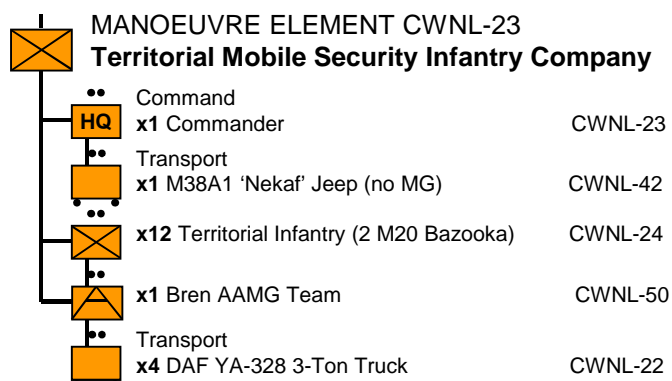 MANOEUVRE ELEMENT CWNL-23
Territorial Mobile Security Infantry Company
Command
HQ x1 Commander CWNL-23
Transport
x1 M38A1 ‘Nekaf’ Jeep (no MG) CWNL-42
x12 Territorial Infantry (2 M20 Bazooka) CWNL-24
x1 Bren AAMG Team CWNL-50
Transport
x4 DAF YA-328 3-Ton Truck CWNL-22